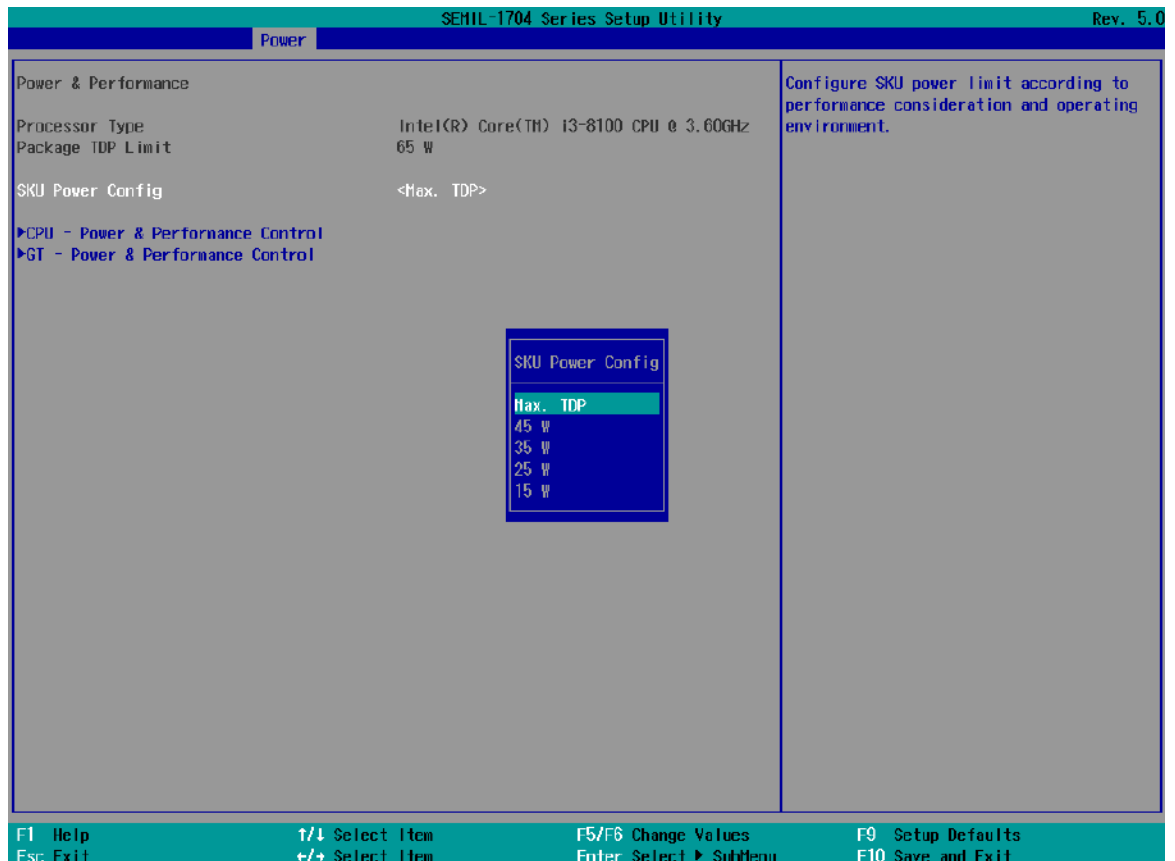 SEMIL-1704 Series Setup Utility Rev. 5.0
Power
Power & Performance
Processor Type Intel(R) Core(TM) i3-8100 CPU @ 3.60GHz
Package TDP Limit 65 W
SKU Power Config <Max. TDP>
▶CPU - Power & Performance Control
▶GT - Power & Performance Control
Configure SKU power limit according to
performance consideration and operating
environment.
SKU Power Config
Max. TDP
45 W
35 W
25 W
15 W
F1 Help ↑/↓ Select Item F5/F6 Change Values F9 Setup Defaults
Esc Exit ←/→ Select Item Enter Select ▶ SubMenu F10 Save and Exit